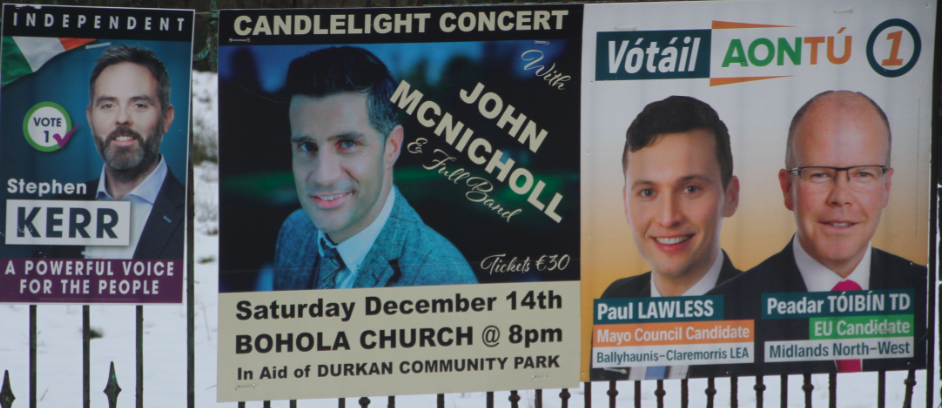 INDEPENDENT
VOTE
1
Stephen
KERR
A POWERFUL VOICE
FOR THE PEOPLE
CANDLELIGHT CONCERT
With
JOHN
MCNICHOLL
& Full Band
Tickets €30
Saturday December 14th
BOHOLA CHURCH @ 8pm
In Aid of DURKAN COMMUNITY PARK
Vótáil AONTÚ 1
Paul LAWLESS
Mayo Council Candidate
Ballyhaunis-Claremorris LEA
Peadar TÓIBÍN TD
EU Candidate
Midlands North-West